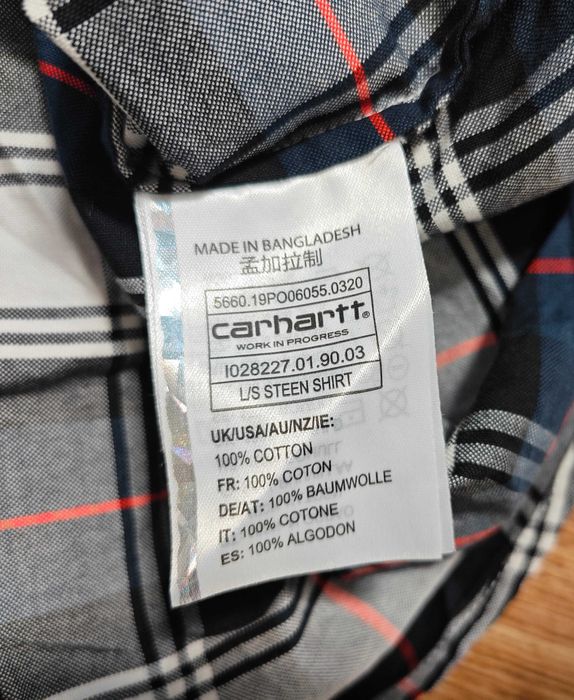 MADE IN BANGLADESH
孟加拉制
5660.19PO06055.0320
carhartt®
WORK IN PROGRESS
I028227.01.90.03
L/S STEEN SHIRT
UK/USA/AU/NZ/IE:
100% COTTON
FR: 100% COTON
DE/AT: 100% BAUMWOLLE
IT: 100% COTONE
ES: 100% ALGODON